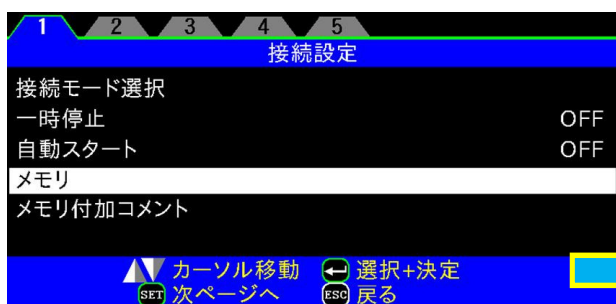 1 2 3 4 5
接続設定
接続モード選択
一時停止 OFF
自動スタート OFF
メモリ
メモリ付加コメント
カーソル移動 選択+決定
SET 次ページへ ESC 戻る